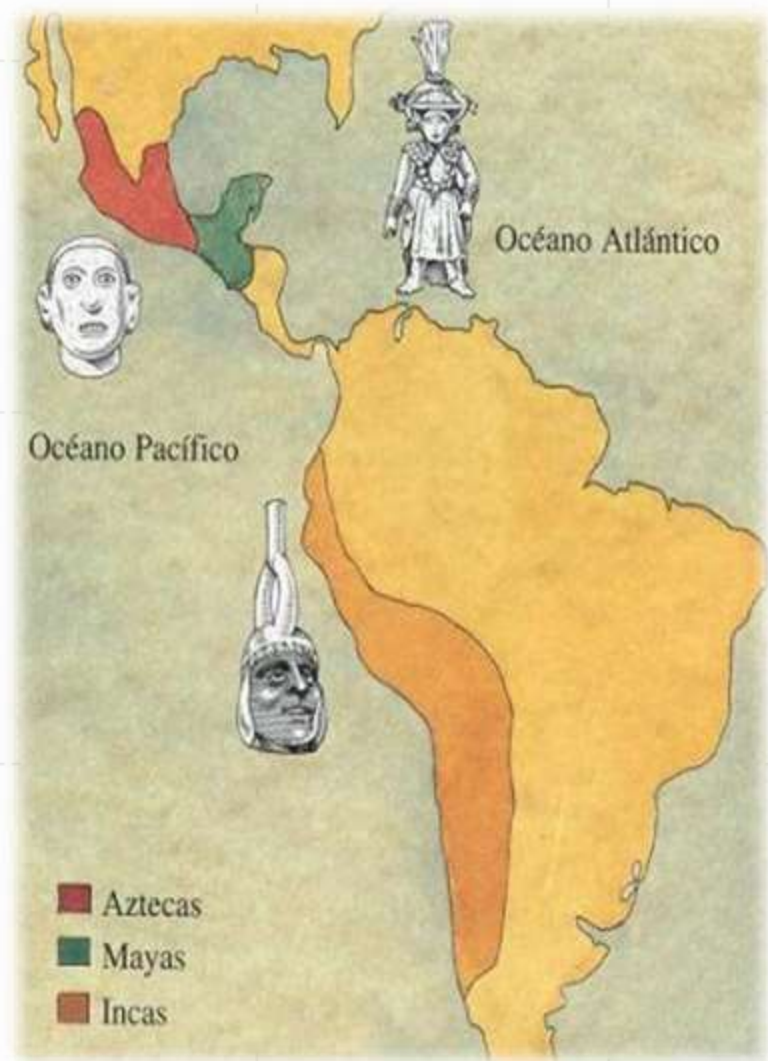 Océano Atlántico
Océano Pacífico
Aztecas
Mayas
Incas